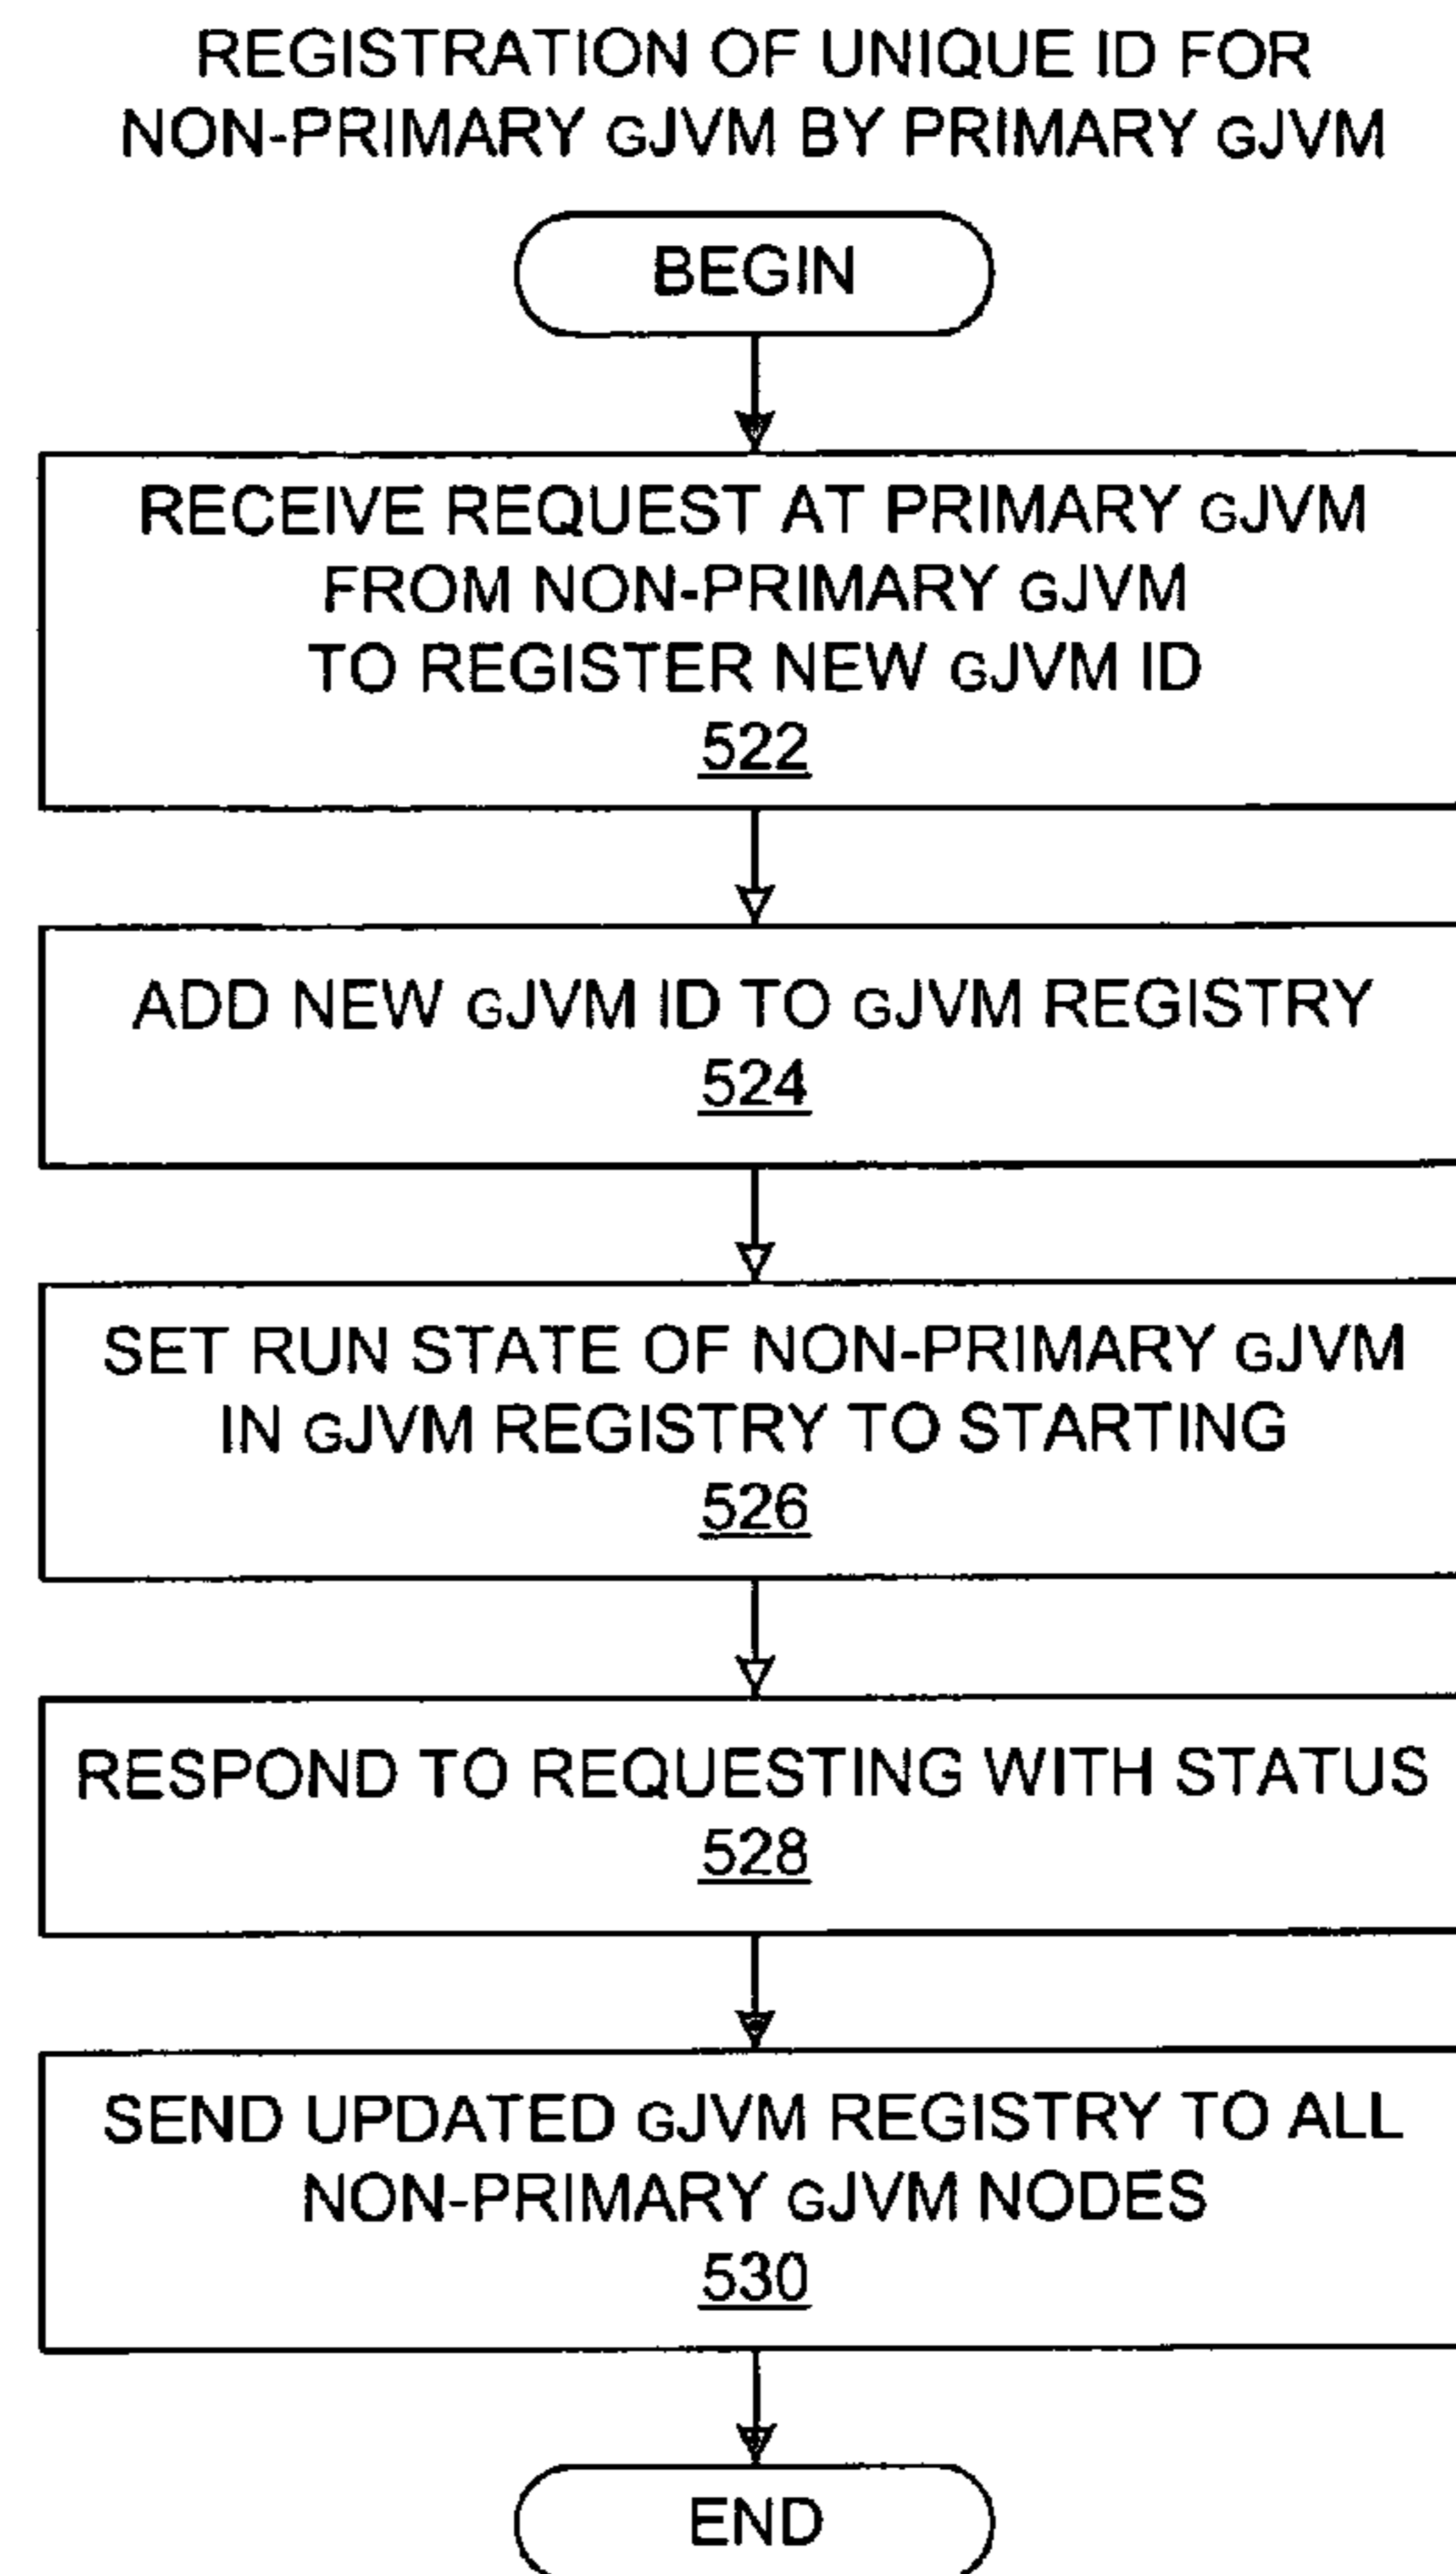 REGISTRATION OF UNIQUE ID FOR
NON-PRIMARY GJVM BY PRIMARY GJVM
BEGIN
RECEIVE REQUEST AT PRIMARY GJVM
FROM NON-PRIMARY GJVM
TO REGISTER NEW GJVM ID
522
ADD NEW GJVM ID TO GJVM REGISTRY
524
SET RUN STATE OF NON-PRIMARY GJVM
IN GJVM REGISTRY TO STARTING
526
RESPOND TO REQUESTING WITH STATUS
528
SEND UPDATED GJVM REGISTRY TO ALL
NON-PRIMARY GJVM NODES
530
END